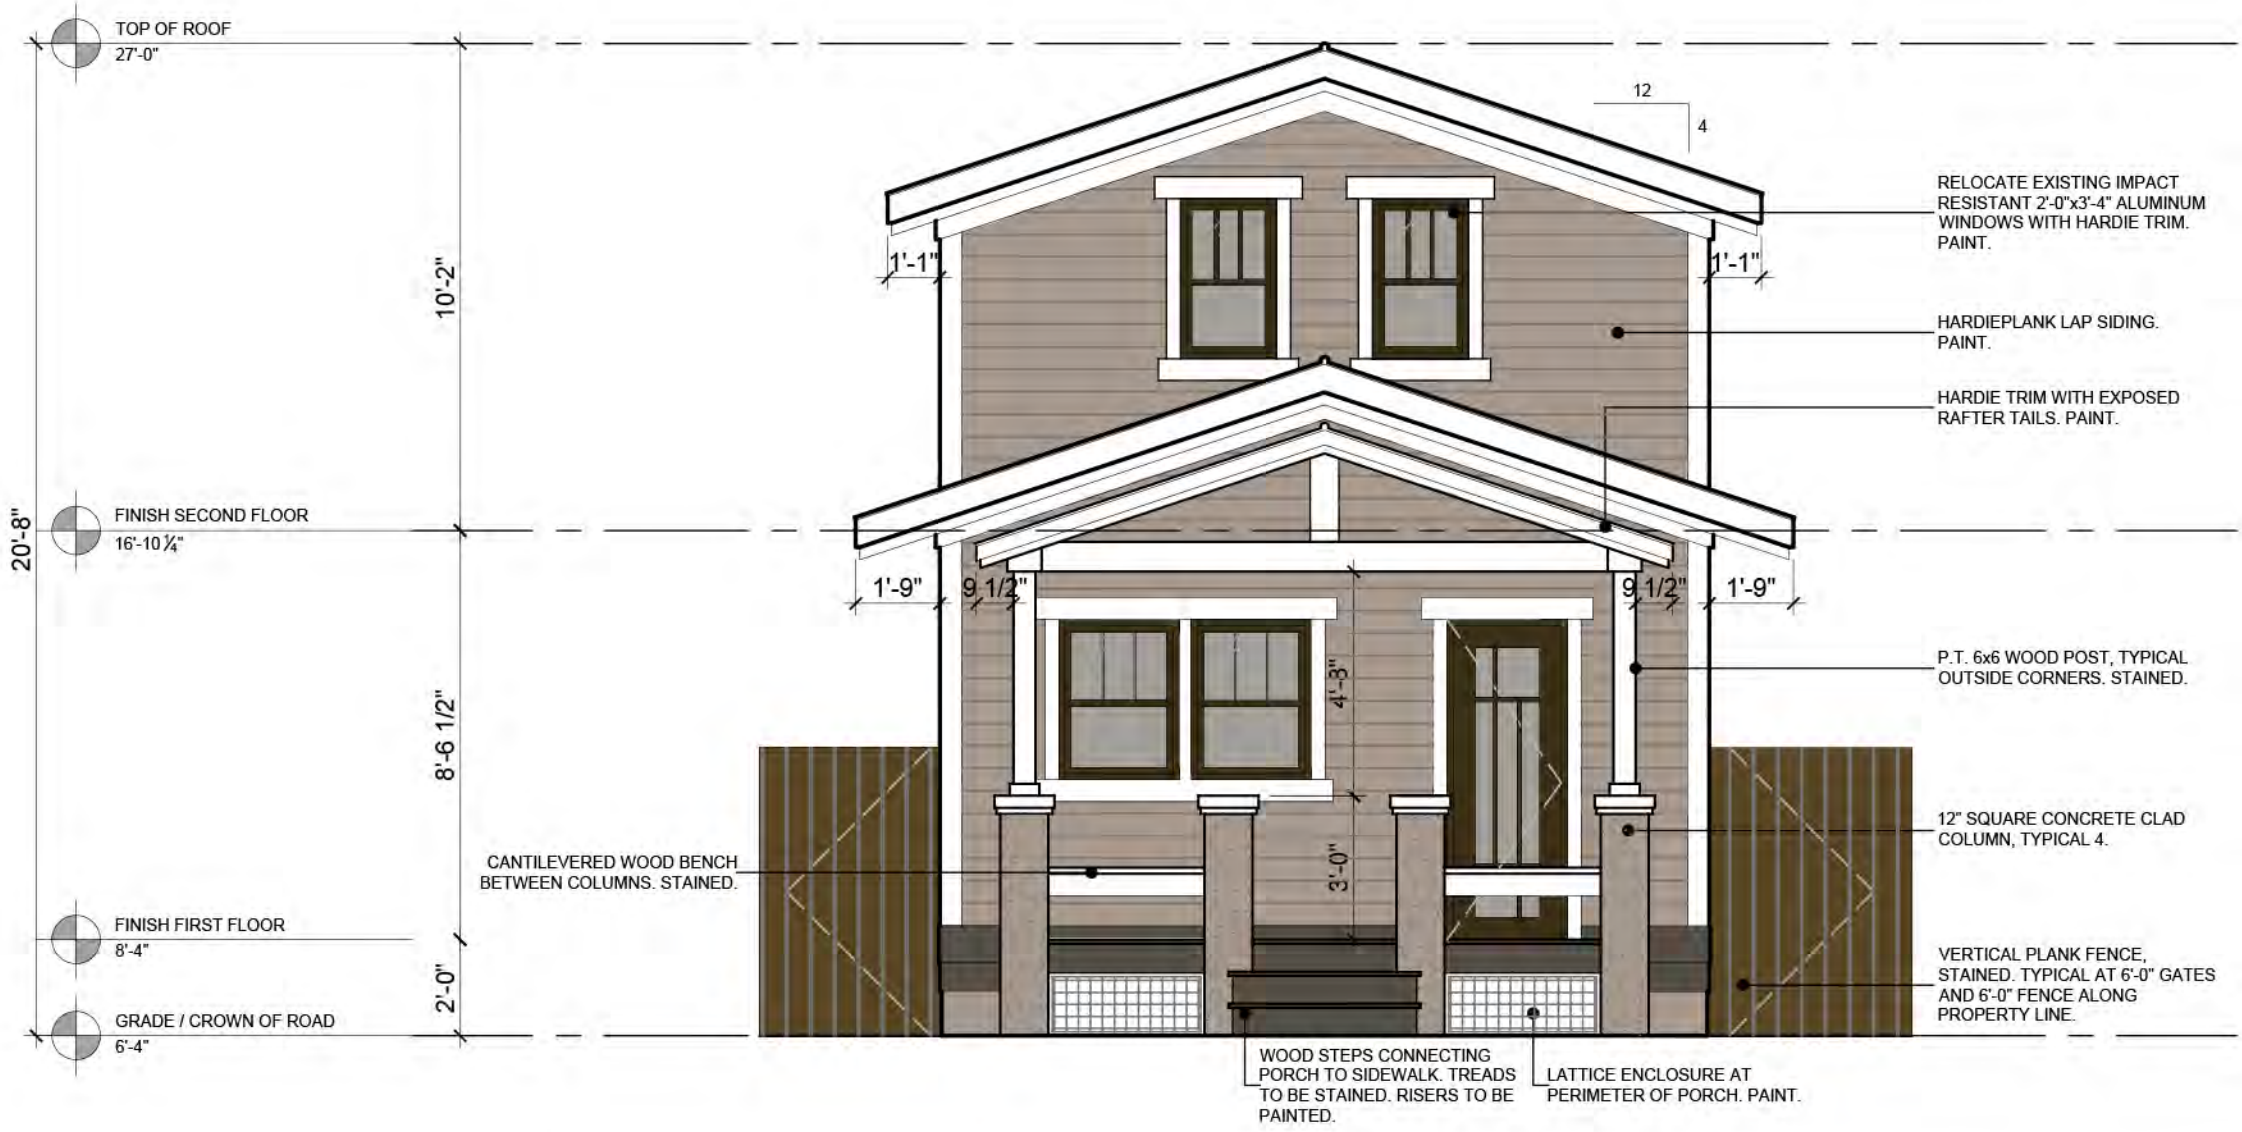 TOP OF ROOF
27'-0"
12
4
RELOCATE EXISTING IMPACT
RESISTANT 2'-0"x3'-4" ALUMINUM
WINDOWS WITH HARDIE TRIM.
PAINT.
1'-1"
1'-1"
10'-2"
HARDIEPLANK LAP SIDING.
PAINT.
HARDIE TRIM WITH EXPOSED
RAFTER TAILS. PAINT.
20'-8"
FINISH SECOND FLOOR
16'-10 ¼"
1'-9"
9 1/2"
9 1/2"
1'-9"
8'-6 1/2"
4'-8"
P.T. 6x6 WOOD POST, TYPICAL
OUTSIDE CORNERS. STAINED.
12" SQUARE CONCRETE CLAD
COLUMN, TYPICAL 4.
CANTILEVERED WOOD BENCH
BETWEEN COLUMNS. STAINED.
3'-0"
FINISH FIRST FLOOR
8'-4"
2'-0"
VERTICAL PLANK FENCE,
STAINED. TYPICAL AT 6'-0" GATES
AND 6'-0" FENCE ALONG
PROPERTY LINE.
GRADE / CROWN OF ROAD
6'-4"
WOOD STEPS CONNECTING
PORCH TO SIDEWALK. TREADS
TO BE STAINED. RISERS TO BE
PAINTED.
LATTICE ENCLOSURE AT
PERIMETER OF PORCH. PAINT.